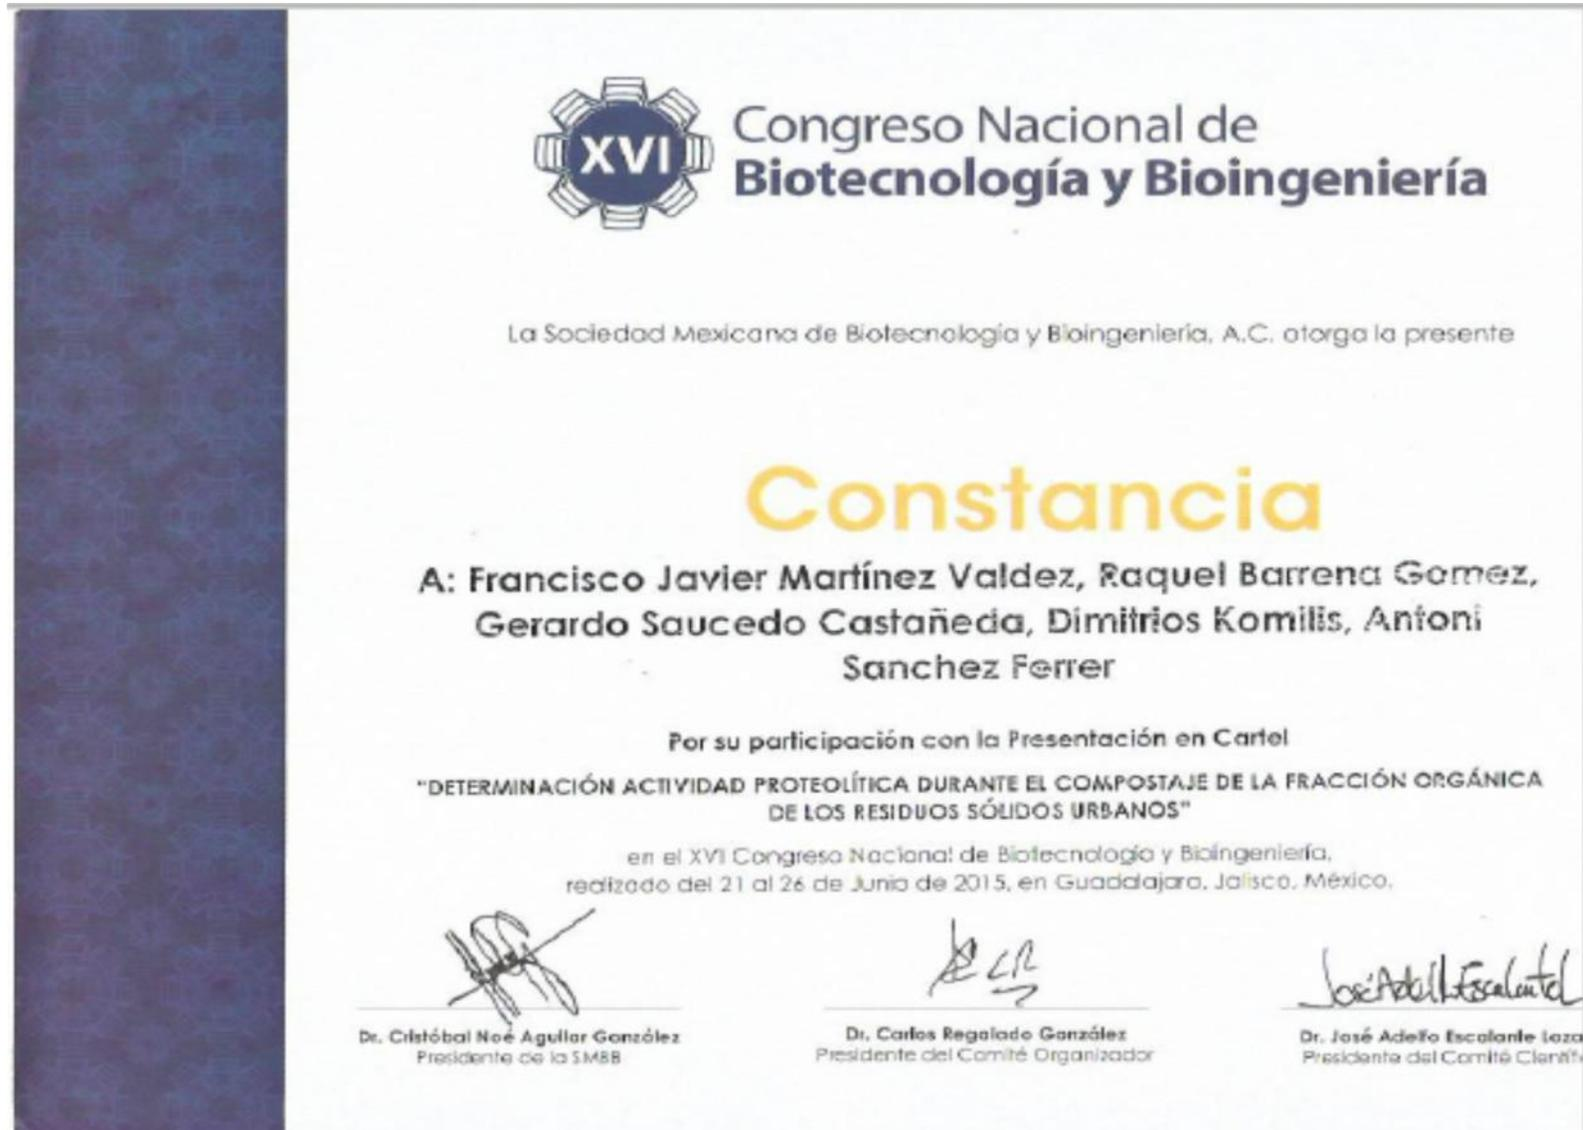 XVI
Congreso Nacional de
Biotecnología y Bioingeniería
La Sociedad Mexicana de Biotecnología y Bioingeniería, A.C. otorga la presente
Constancia
A: Francisco Javier Martínez Valdez, Raquel Barrena Gomez,
Gerardo Saucedo Castañeda, Dimitrios Komilis, Antoni
Sanchez Ferrer
Por su participación con la Presentación en Cartel
"DETERMINACIÓN ACTIVIDAD PROTEOLÍTICA DURANTE EL COMPOSTAJE DE LA FRACCIÓN ORGÁNICA
DE LOS RESIDUOS SÓLIDOS URBANOS"
en el XVI Congreso Nacional de Biotecnología y Bioingeniería,
realizado del 21 al 26 de Junio de 2015, en Guadalajara, Jalisco, México.
Dr. Cristóbal Noé Aguilar González
Presidente de la SMBB
Dr. Carlos Regalado González
Presidente del Comité Organizador
Dr. José Adelfo Escalante Loza
Presidente del Comité Científ